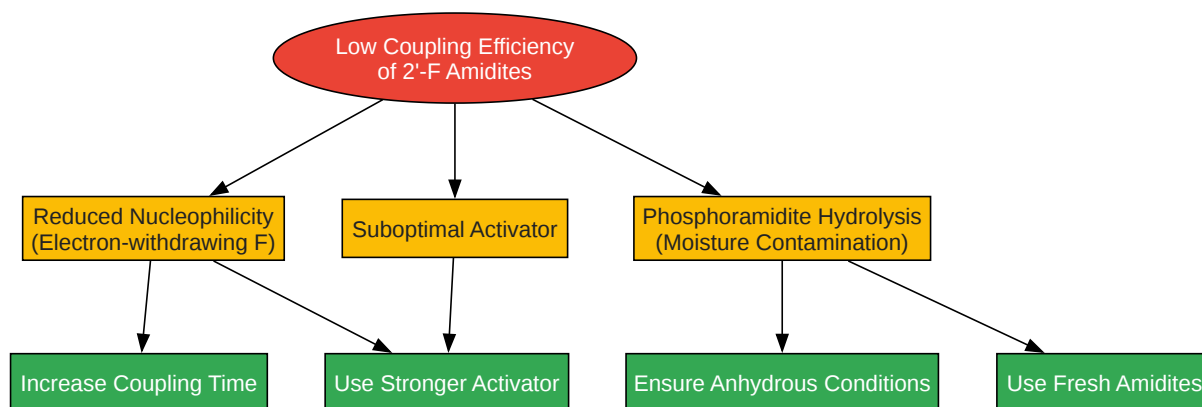 Low Coupling Efficiency
of 2'-F Amidites
Reduced Nucleophilicity
(Electron-withdrawing F)
Suboptimal Activator
Phosphoramidite Hydrolysis
(Moisture Contamination)
Increase Coupling Time
Use Stronger Activator
Ensure Anhydrous Conditions
Use Fresh Amidites